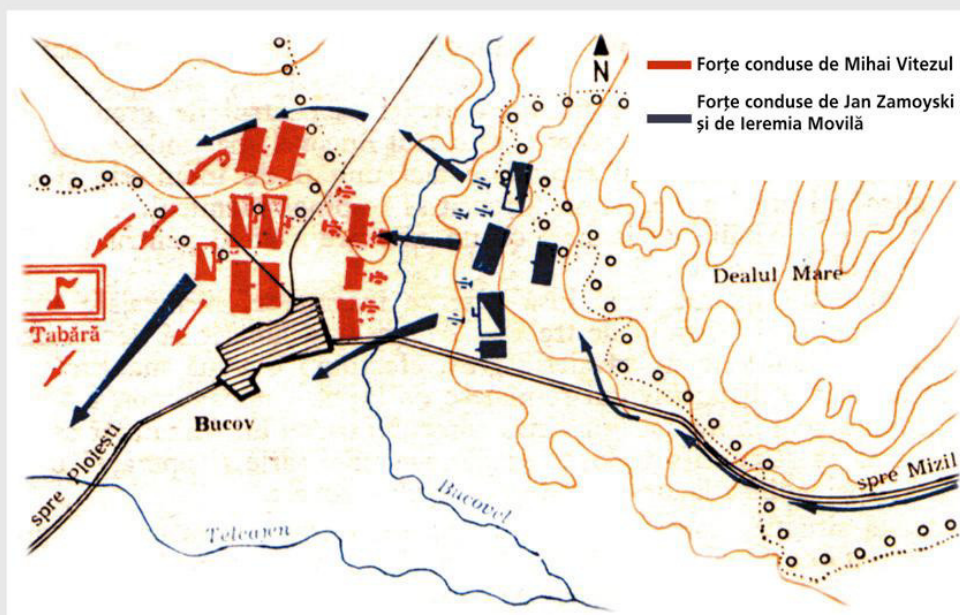 N
Forțe conduse de Mihai Vitezul
Forțe conduse de Jan Zamoyski
și de Ieremia Movilă
Dealul Mare
Tabără
Bucov
spre Ploiești
spre Mizil
Bucovel
Teleajen